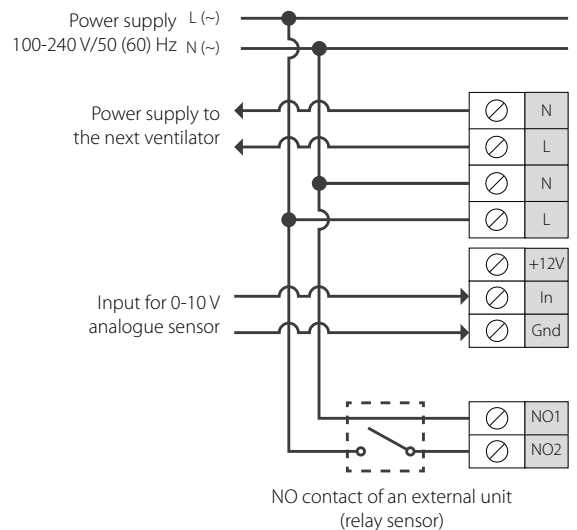 Power supply L (~)
100-240 V/50 (60) Hz N (~)
Power supply to
the next ventilator
N
L
N
L
+12V
Input for 0-10 V
analogue sensor
In
Gnd
NO1
NO2
NO contact of an external unit
(relay sensor)